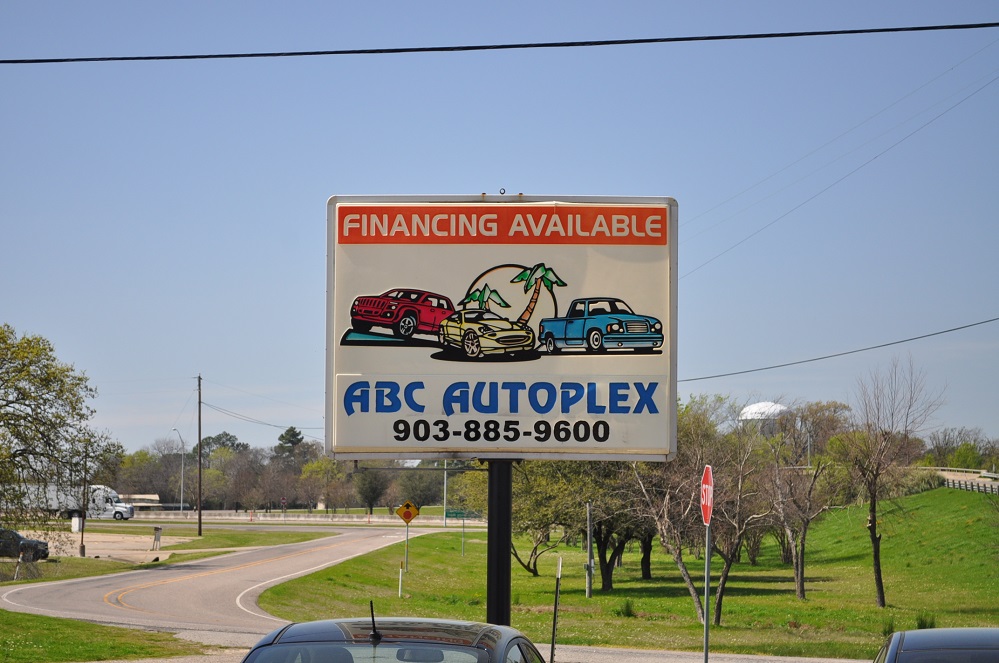 FINANCING AVAILABLE
ABC AUTOPLEX
903-885-9600
STOP